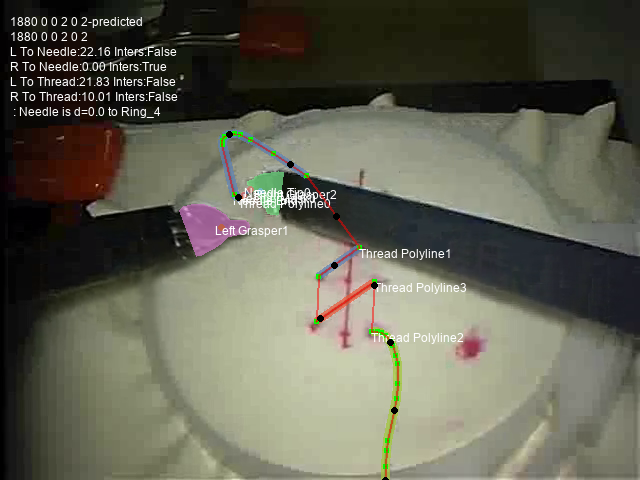 1880 0 0 2 0 2-predicted
1880 0 0 2 0 2
L To Needle:22.16 Inters:False
R To Needle:0.00 Inters:True
L To Thread:21.83 Inters:False
R To Thread:10.01 Inters:False
: Needle is d=0.0 to Ring_4
Thread Polyline0
Left Grasper1
Thread Polyline1
Thread Polyline3
Thread Polyline2